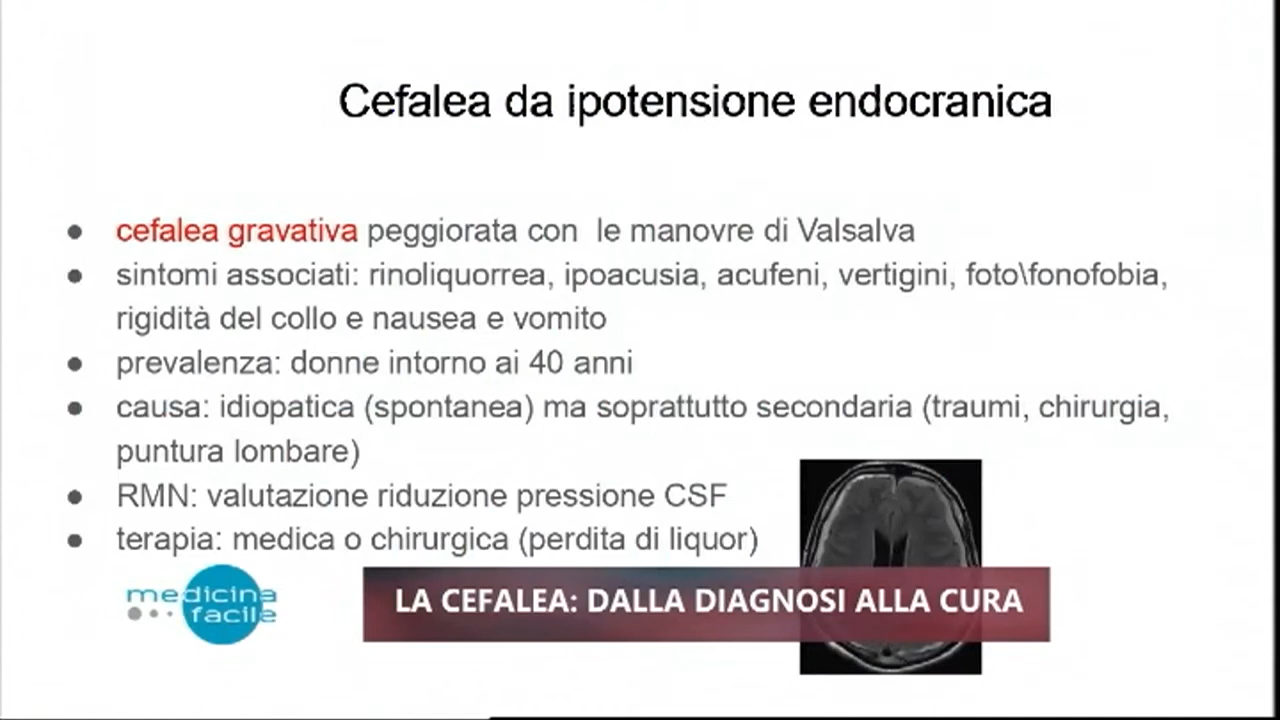 Cefalea da ipotensione endocranica
● cefalea gravativa peggiorata con le manovre di Valsalva
● sintomi associati: rinoliquorrea, ipoacusia, acufeni, vertigini, foto\fonofobia,
rigidità del collo e nausea e vomito
● prevalenza: donne intorno ai 40 anni
● causa: idiopatica (spontanea) ma soprattutto secondaria (traumi, chirurgia,
puntura lombare)
● RMN: valutazione riduzione pressione CSF
● terapia: medica o chirurgica (perdita di liquor)
medicina
facile
LA CEFALEA: DALLA DIAGNOSI ALLA CURA